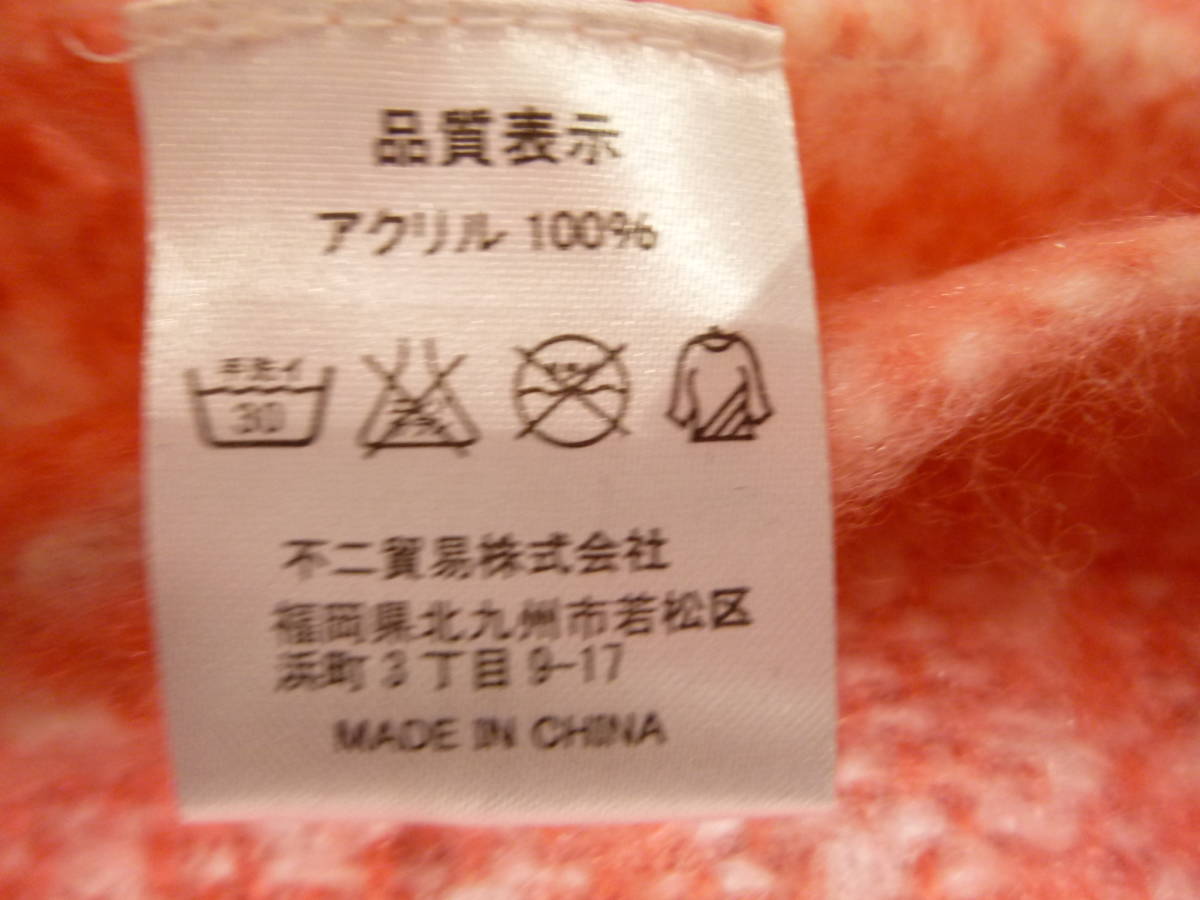 品質表示
アクリル 100%
手洗イ
30
不二貿易株式会社
福岡県北九州市若松区
浜町3丁目9-17
MADE IN CHINA